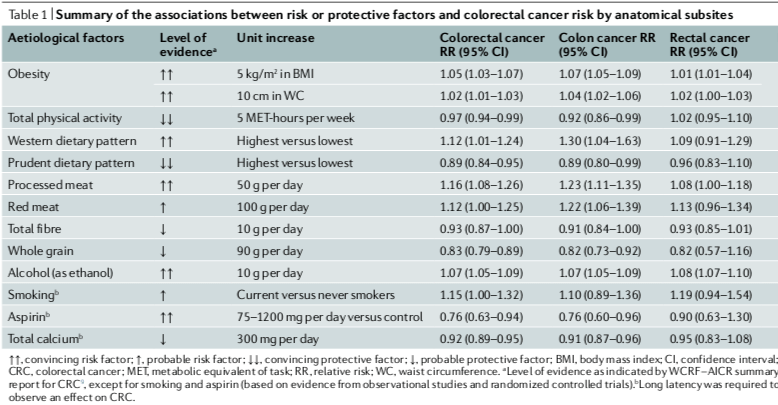 Table 1 | Summary of the associations between risk or protective factors and colorectal cancer risk by anatomical subsites
Aetiological factors Level of evidenceᵃ Unit increase Colorectal cancer RR (95% CI) Colon cancer RR (95% CI) Rectal cancer RR (95% CI)
Obesity ↑↑ 5 kg/m² in BMI 1.05 (1.03–1.07) 1.07 (1.05–1.09) 1.01 (1.01–1.04)
↑↑ 10 cm in WC 1.02 (1.01–1.03) 1.04 (1.02–1.06) 1.02 (1.00–1.03)
Total physical activity ↓↓ 5 MET-hours per week 0.97 (0.94–0.99) 0.92 (0.86–0.99) 1.02 (0.95–1.10)
Western dietary pattern ↑↑ Highest versus lowest 1.12 (1.01–1.24) 1.30 (1.04–1.63) 1.09 (0.91–1.29)
Prudent dietary pattern ↓↓ Highest versus lowest 0.89 (0.84–0.95) 0.89 (0.80–0.99) 0.96 (0.83–1.10)
Processed meat ↑↑ 50 g per day 1.16 (1.08–1.26) 1.23 (1.11–1.35) 1.08 (1.00–1.18)
Red meat ↑ 100 g per day 1.12 (1.00–1.25) 1.22 (1.06–1.39) 1.13 (0.96–1.34)
Total fibre ↓ 10 g per day 0.93 (0.87–1.00) 0.91 (0.84–1.00) 0.93 (0.85–1.01)
Whole grain ↓ 90 g per day 0.83 (0.79–0.89) 0.82 (0.73–0.92) 0.82 (0.57–1.16)
Alcohol (as ethanol) ↑↑ 10 g per day 1.07 (1.05–1.09) 1.07 (1.05–1.09) 1.08 (1.07–1.10)
Smokingᵇ ↑ Current versus never smokers 1.15 (1.00–1.32) 1.10 (0.89–1.36) 1.19 (0.94–1.54)
Aspirinᵇ ↑↑ 75–1200 mg per day versus control 0.76 (0.63–0.94) 0.76 (0.60–0.96) 0.90 (0.63–1.30)
Total calciumᵇ ↓ 300 mg per day 0.92 (0.89–0.95) 0.91 (0.87–0.96) 0.95 (0.83–1.08)
↑↑, convincing risk factor; ↑, probable risk factor; ↓↓, convincing protective factor; ↓, probable protective factor; BMI, body mass index; CI, confidence interval;
CRC, colorectal cancer; MET, metabolic equivalent of task; RR, relative risk; WC, waist circumference. ᵃLevel of evidence as indicated by WCRF–AICR summary
report for CRC, except for smoking and aspirin (based on evidence from observational studies and randomized controlled trials). ᵇLong latency was required to
observe an effect on CRC.